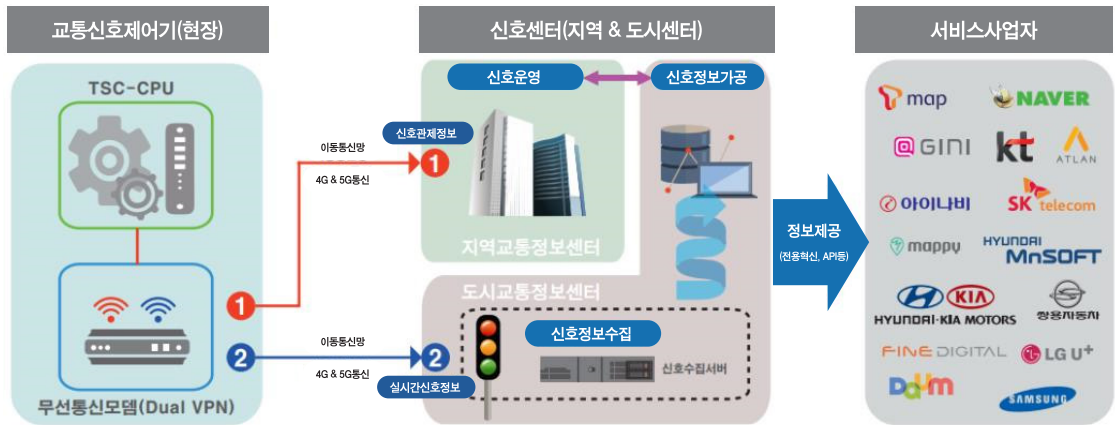 교통신호제어기(현장)
신호센터(지역 & 도시센터)
서비스사업자
TSC-CPU
무선통신모뎀(Dual VPN)
1
2
이동통신망
4G & 5G통신
이동통신망
4G & 5G통신
신호관제정보
1
2
실시간신호정보
신호운영
신호정보가공
지역교통정보센터
도시교통정보센터
신호정보수집
신호수집서버
정보제공
(전용혁신, API등)
T map
NAVER
GINI
kt
ATLAN
아이나비
SK telecom
mappy
HYUNDAI
MnSOFT
HYUNDAI
KIA
HYUNDAI·KIA MOTORS
쌍용자동차
FINEDIGITAL
LG U+
Daum
SAMSUNG